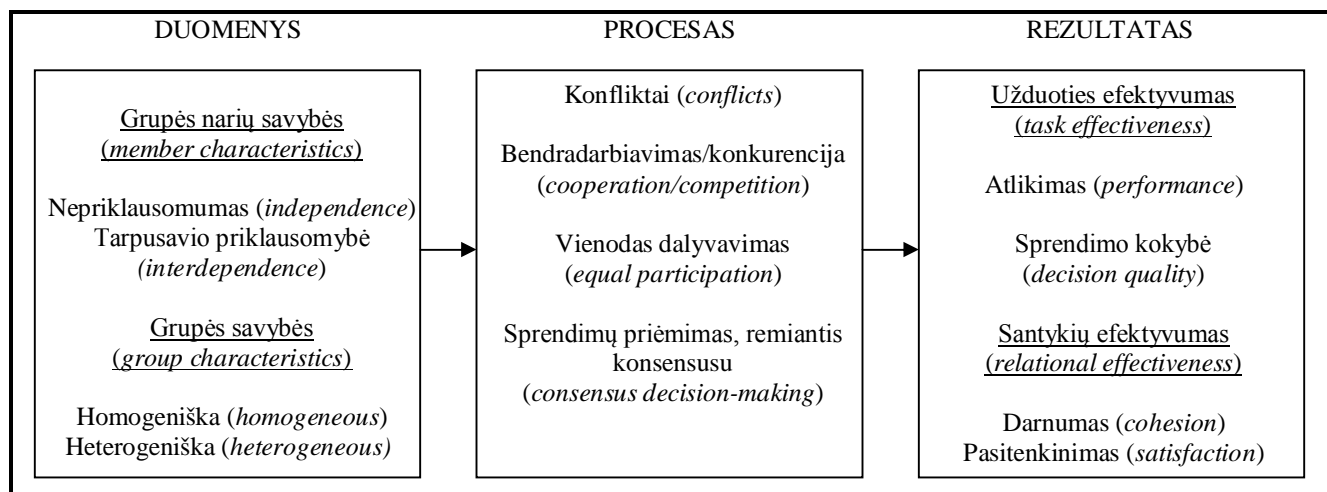 DUOMENYS
Grupės narių savybės
(member characteristics)
Nepriklausomumas (independence)
Tarpusavio priklausomybė
(interdependence)
Grupės savybės
(group characteristics)
Homogeniška (homogeneous)
Heterogeniška (heterogeneous)
PROCESAS
Konfliktai (conflicts)
Bendradarbiavimas/konkurencija
(cooperation/competition)
Vienodas dalyvavimas
(equal participation)
Sprendimų priėmimas, remiantis
konsensusu
(consensus decision-making)
REZULTATAS
Užduoties efektyvumas
(task effectiveness)
Atlikimas (performance)
Sprendimo kokybė
(decision quality)
Santykių efektyvumas
(relational effectiveness)
Darnumas (cohesion)
Pasitenkinimas (satisfaction)